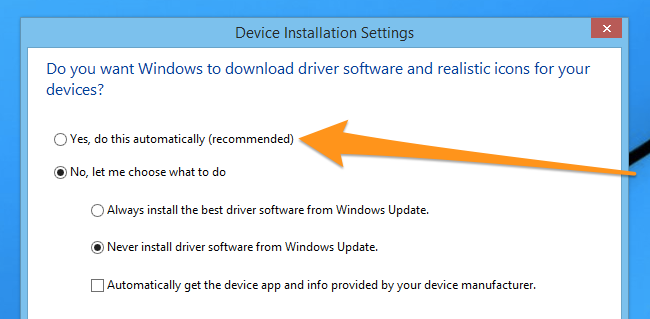 Device Installation Settings
Do you want Windows to download driver software and realistic icons for your
devices?
Yes, do this automatically (recommended)
No, let me choose what to do
Always install the best driver software from Windows Update.
Never install driver software from Windows Update.
Automatically get the device app and info provided by your device manufacturer.